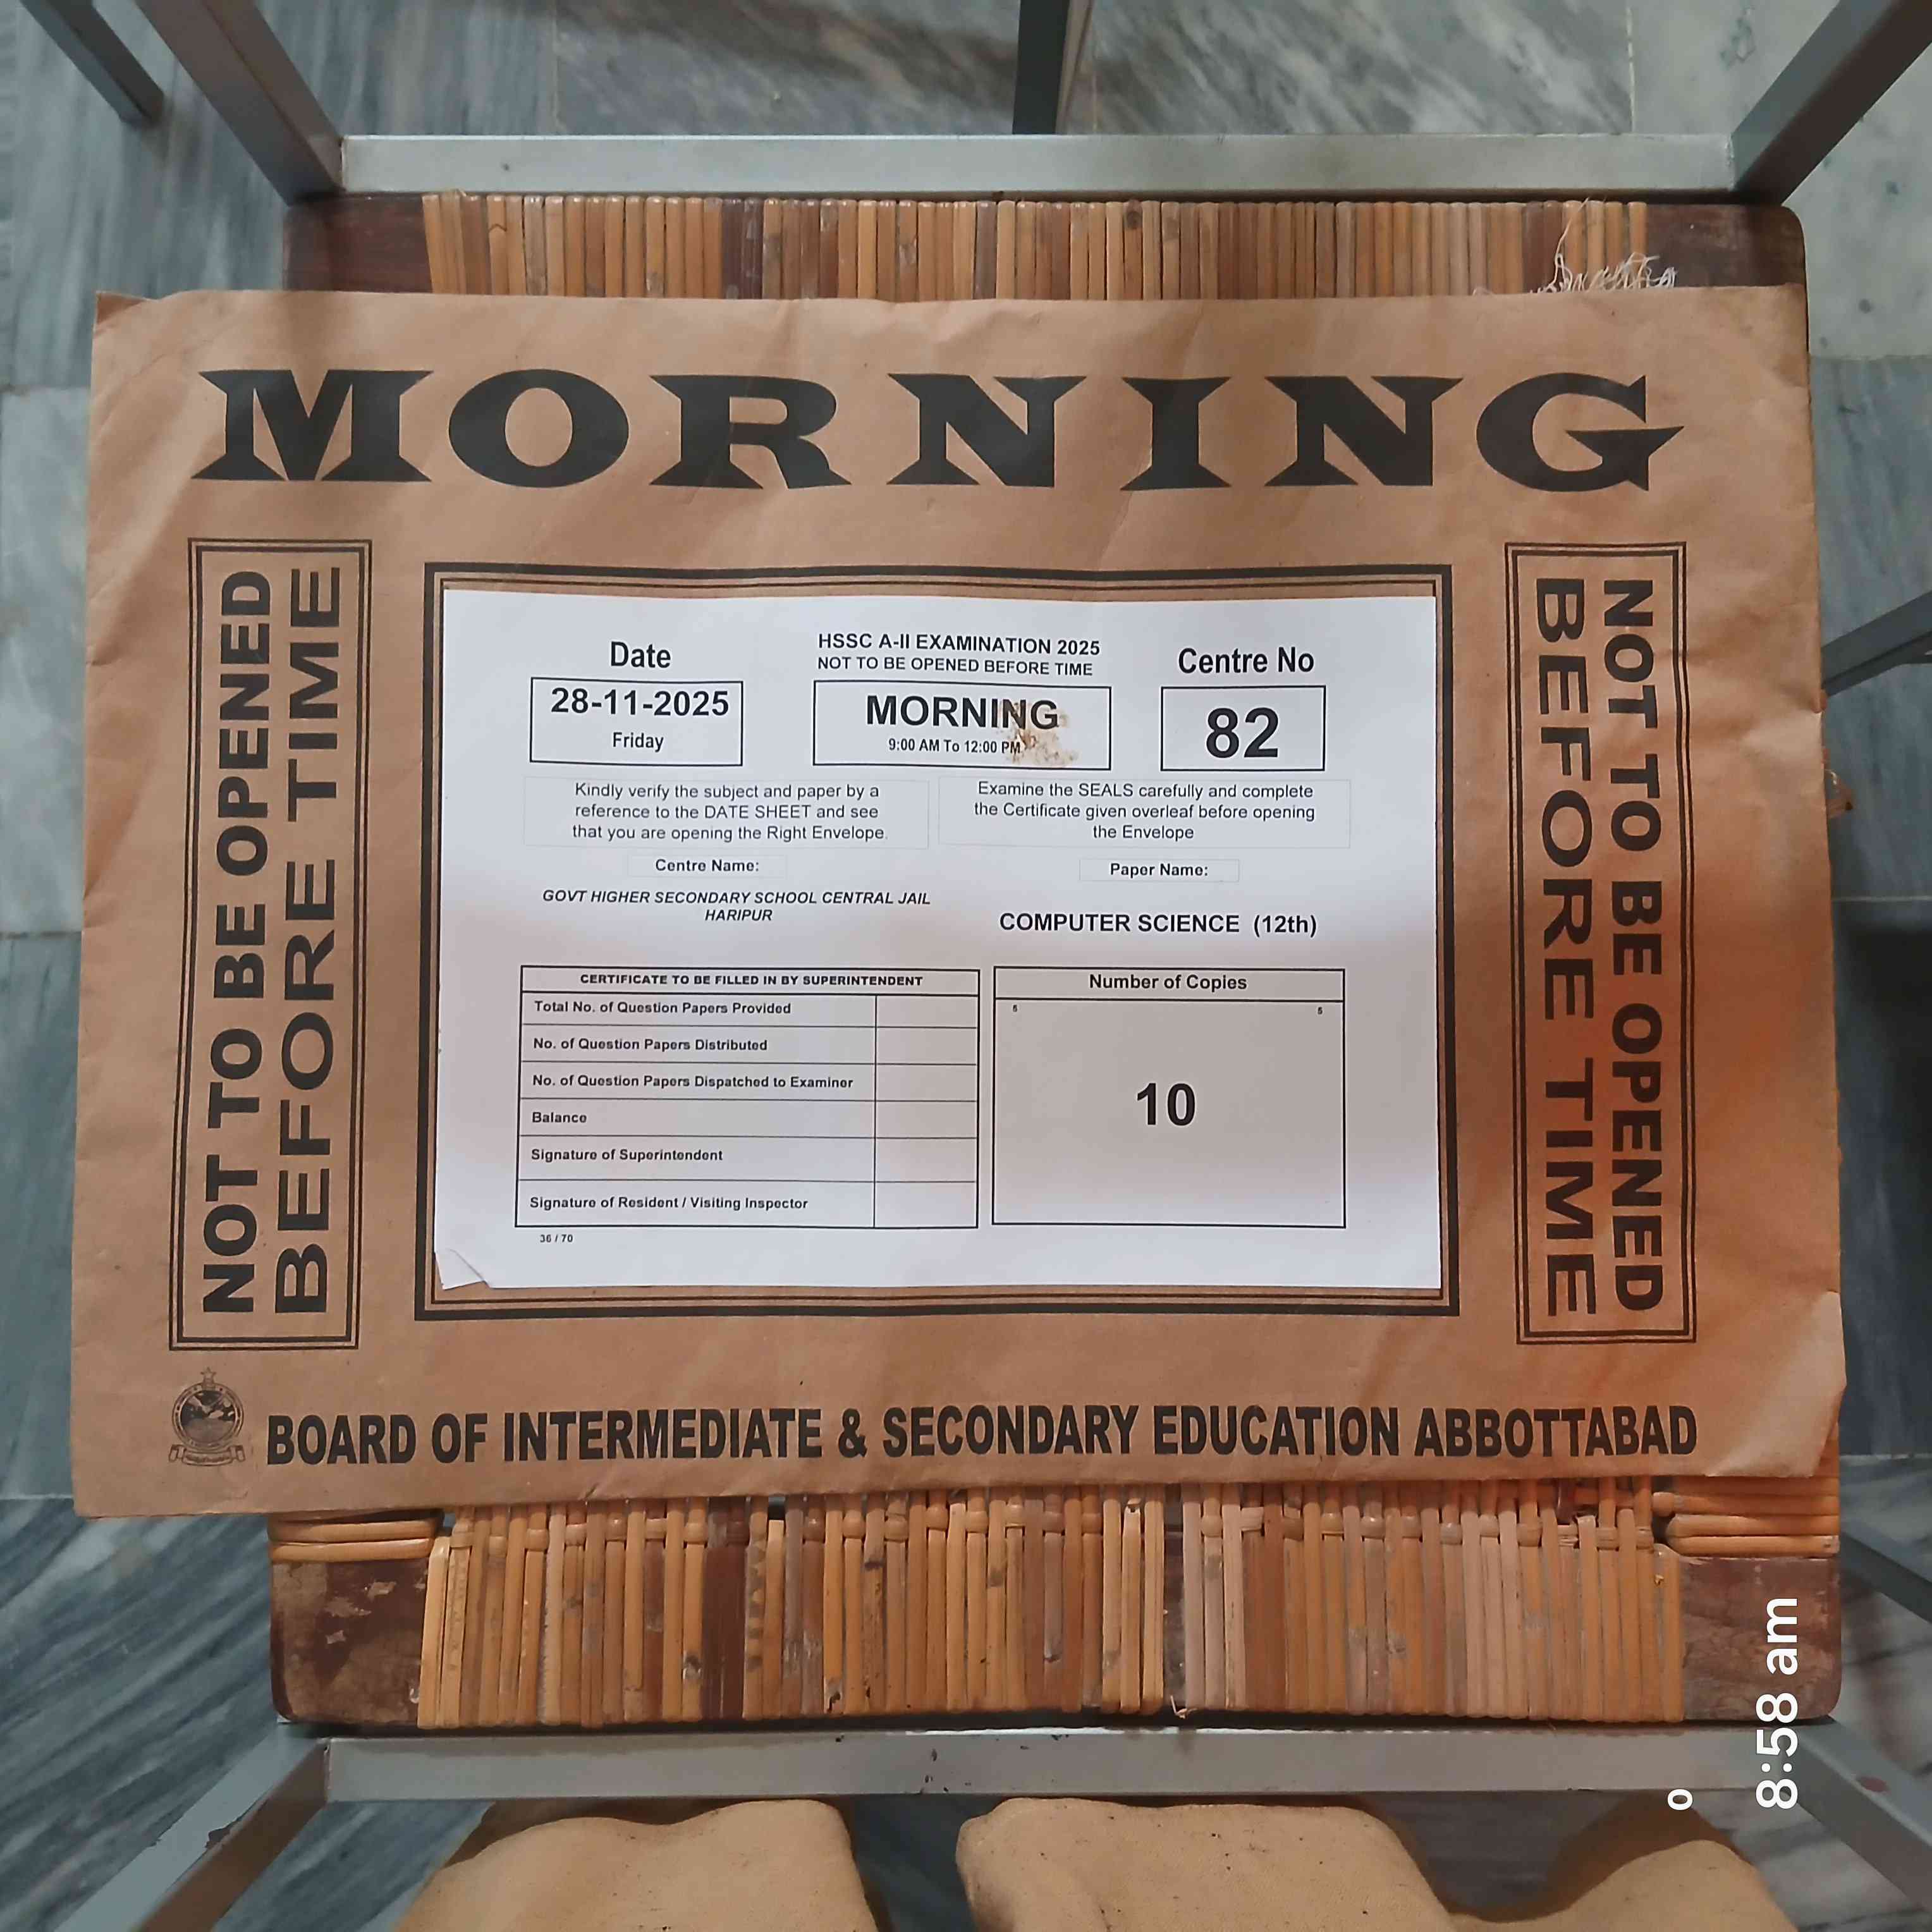 MORNING
NOT TO BE OPENED
BEFORE TIME
Date
28-11-2025
Friday
HSSC A-II EXAMINATION 2025
NOT TO BE OPENED BEFORE TIME
MORNING
9:00 AM To 12:00 PM
Centre No
82
Kindly verify the subject and paper by a
reference to the DATE SHEET and see
that you are opening the Right Envelope.
Examine the SEALS carefully and complete
the Certificate given overleaf before opening
the Envelope
Centre Name:
GOVT HIGHER SECONDARY SCHOOL CENTRAL JAIL
HARIPUR
Paper Name:
COMPUTER SCIENCE (12th)
CERTIFICATE TO BE FILLED IN BY SUPERINTENDENT
Total No. of Question Papers Provided
No. of Question Papers Distributed
No. of Question Papers Dispatched to Examiner
Balance
Signature of Superintendent
Signature of Resident / Visiting Inspector
36 / 70
Number of Copies
5
10
NOT TO BE OPENED
BEFORE TIME
BOARD OF INTERMEDIATE & SECONDARY EDUCATION ABBOTTABAD
o
8:58 am